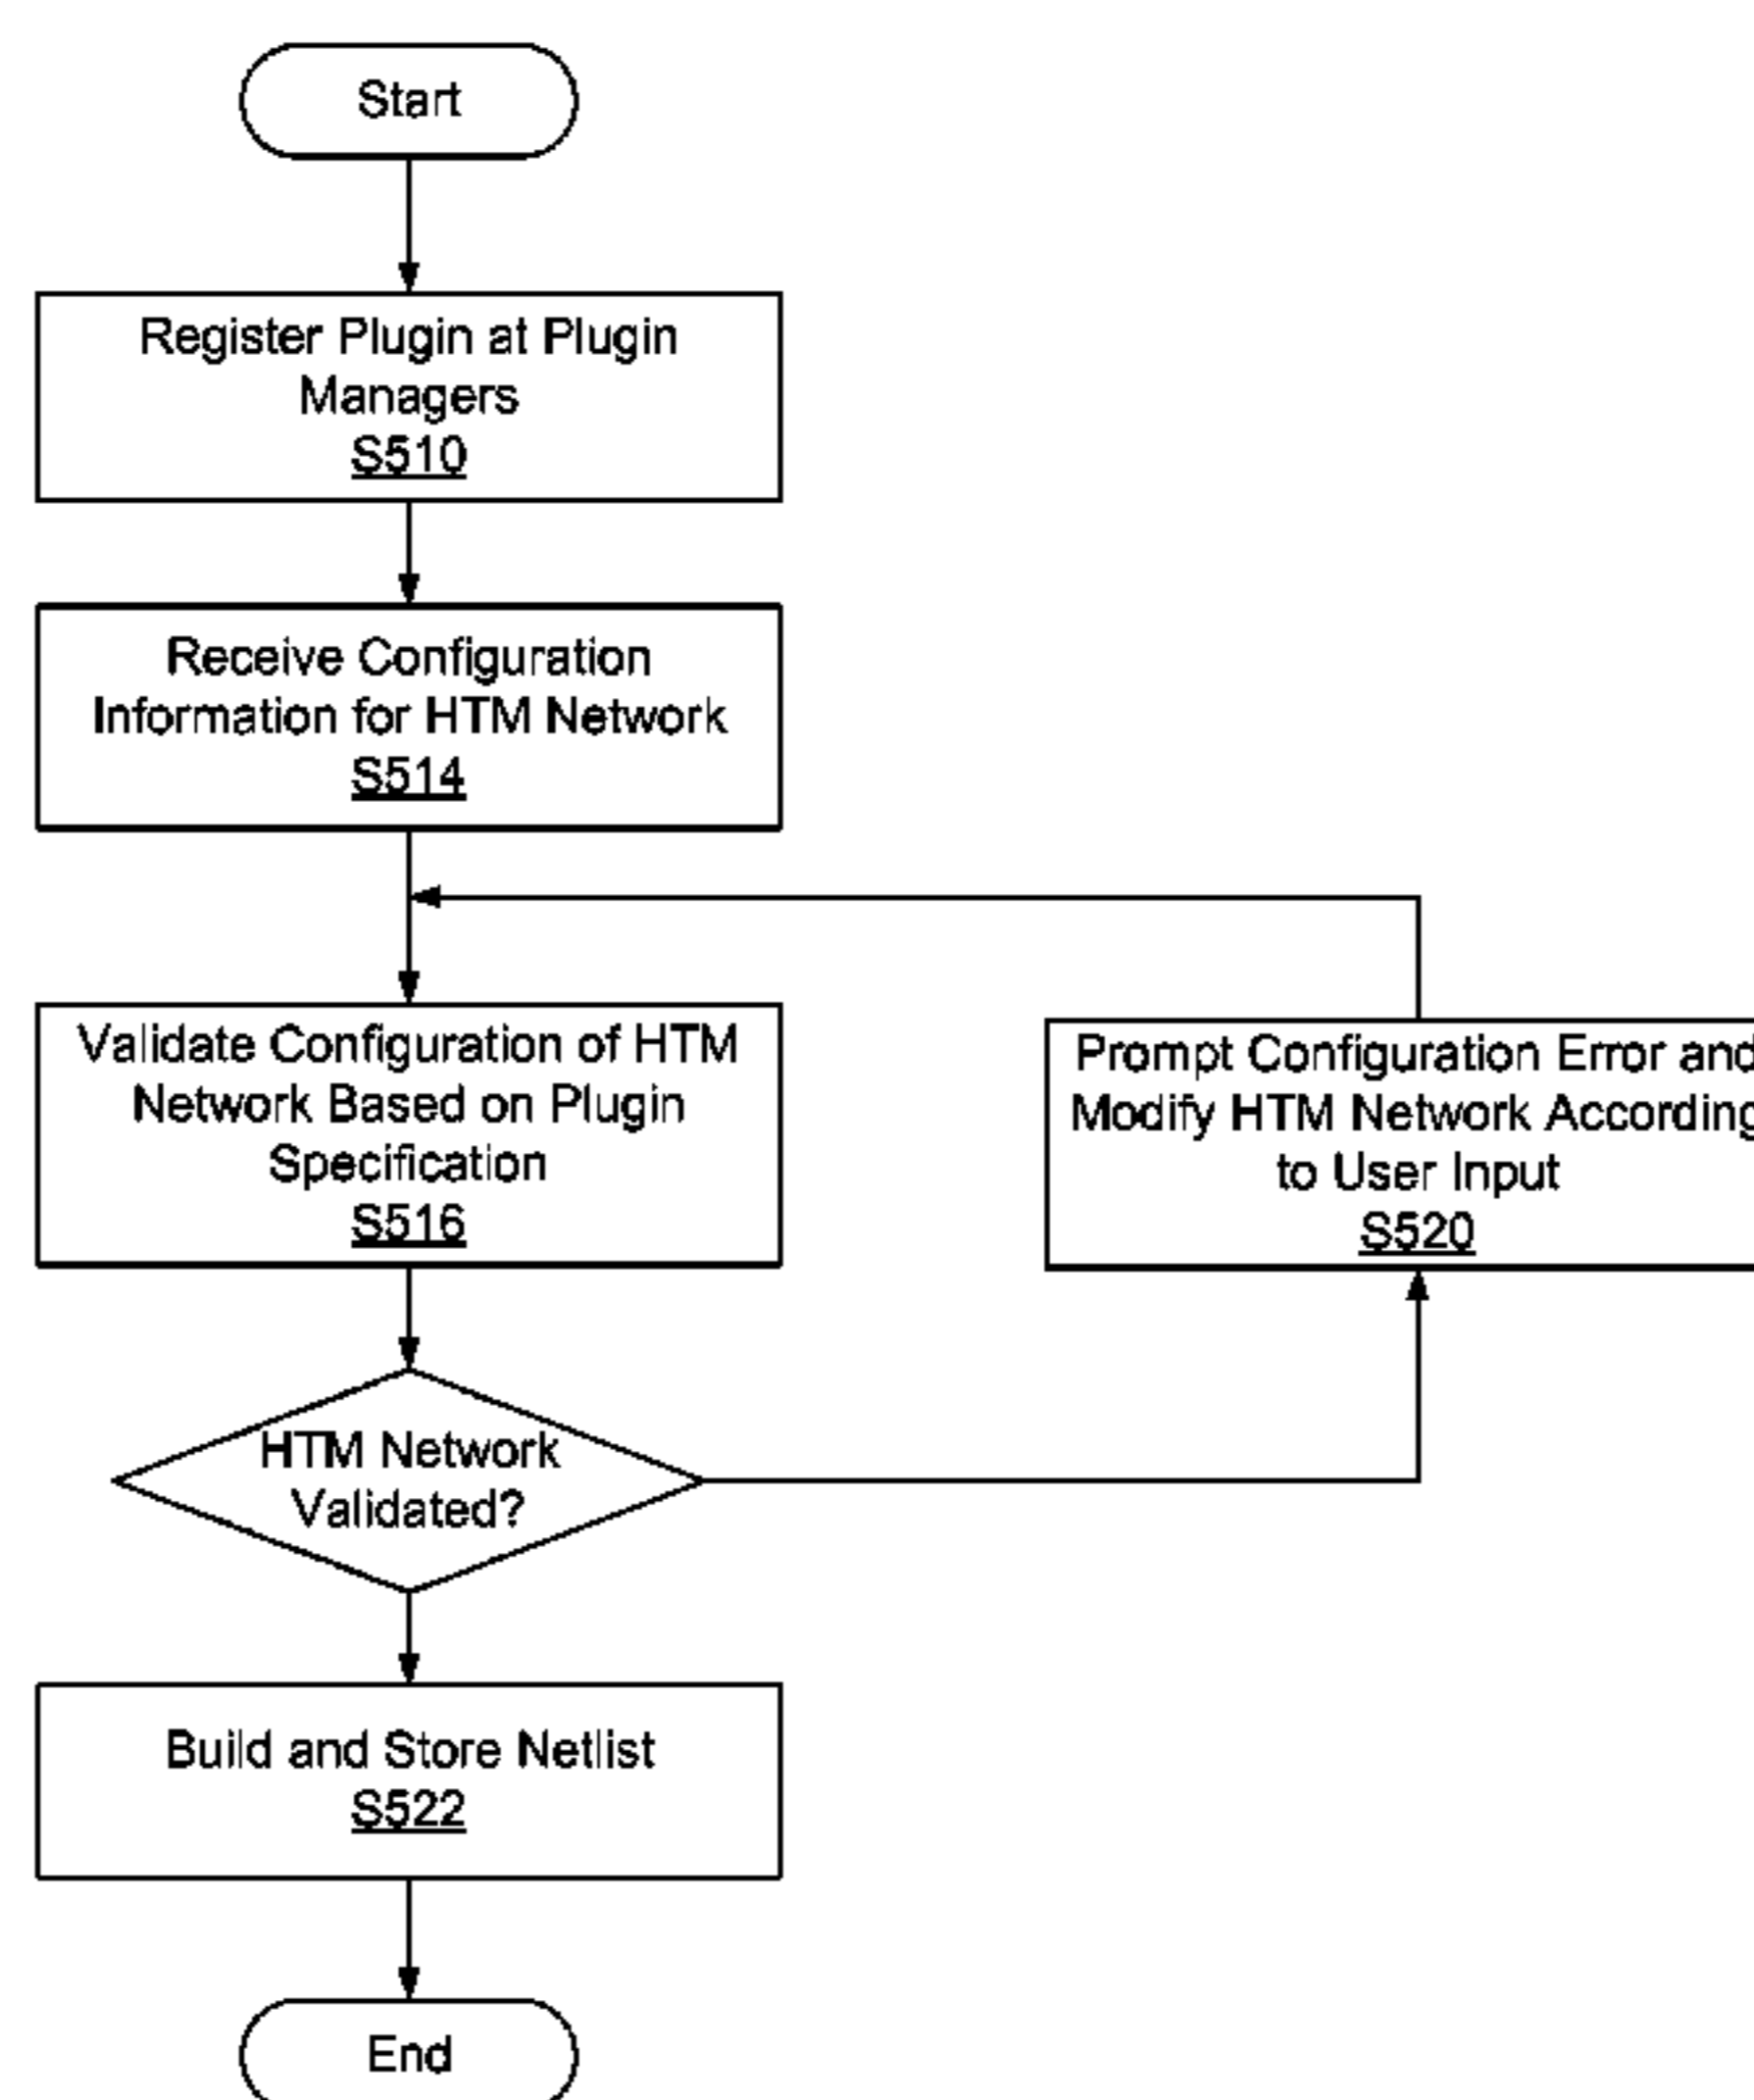 Start
Register Plugin at Plugin
Managers
S510
Receive Configuration
Information for HTM Network
S514
Validate Configuration of HTM
Network Based on Plugin
Specification
S516
Prompt Configuration Error and
Modify HTM Network According
to User Input
S520
HTM Network
Validated?
Build and Store Netlist
S522
End